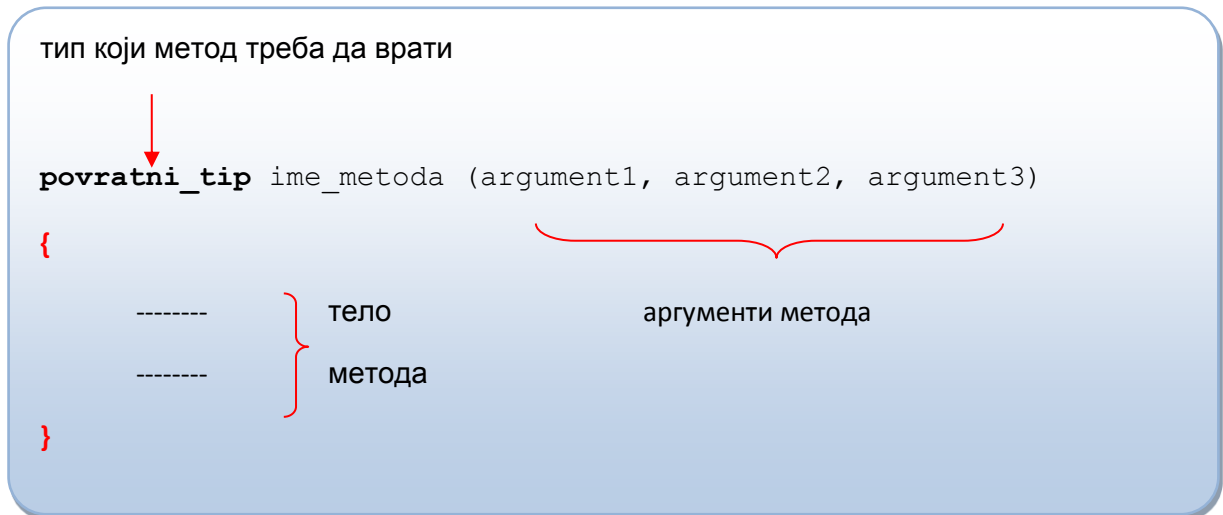 тип који метод треба да врати
povratni_tip ime_metoda (argument1, argument2, argument3)
{
-------- тело аргументи метода
-------- метода
}